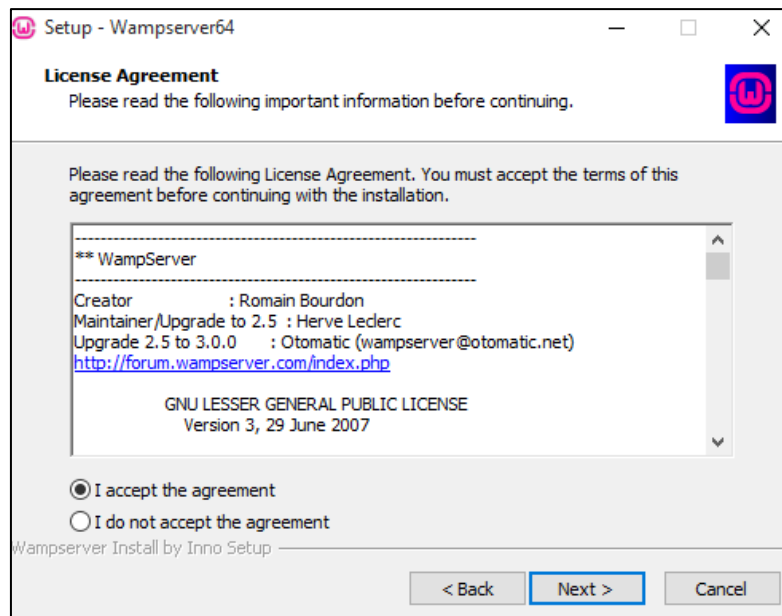 Setup - Wampserver64
License Agreement
Please read the following important information before continuing.
Please read the following License Agreement. You must accept the terms of this
agreement before continuing with the installation.
----------------------------------------------------------------
** WampServer
----------------------------------------------------------------
Creator : Romain Bourdon
Maintainer/Upgrade to 2.5 : Herve Leclerc
Upgrade 2.5 to 3.0.0 : Otomatic (wampserver@otomatic.net)
http://forum.wampserver.com/index.php
GNU LESSER GENERAL PUBLIC LICENSE
Version 3, 29 June 2007
I accept the agreement
I do not accept the agreement
Wampserver Install by Inno Setup
< Back Next > Cancel